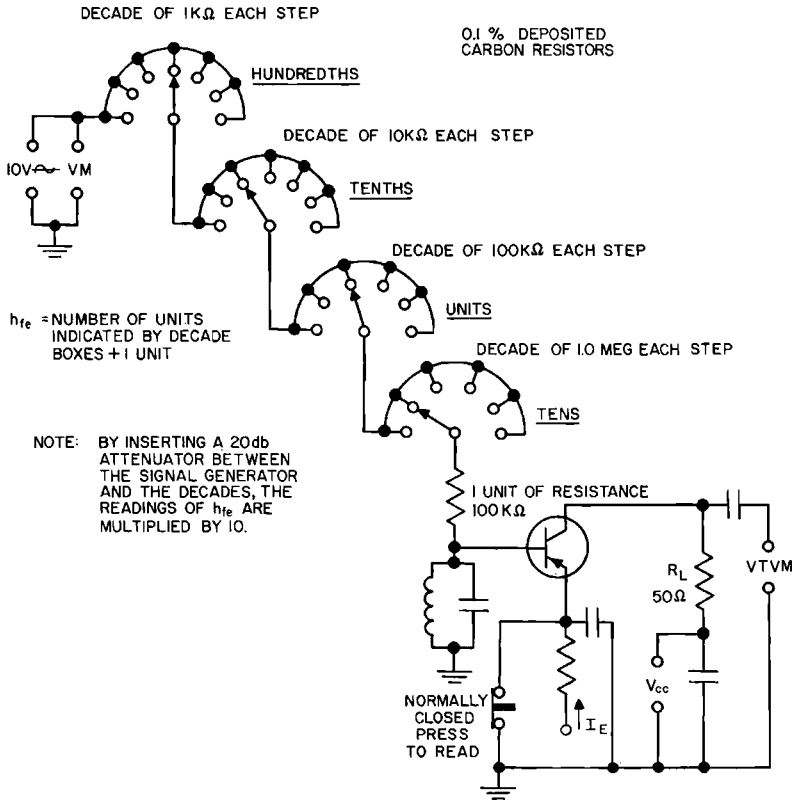 DECADE OF 1KΩ EACH STEP
0.1 % DEPOSITED
CARBON RESISTORS
HUNDREDTHS
DECADE OF 10KΩ EACH STEP
10V
VM
TENTHS
DECADE OF 100KΩ EACH STEP
hfe = NUMBER OF UNITS
INDICATED BY DECADE
BOXES + 1 UNIT
UNITS
DECADE OF 1.0 MEG EACH STEP
TENS
NOTE: BY INSERTING A 20db
ATTENUATOR BETWEEN
THE SIGNAL GENERATOR
AND THE DECADES, THE
READINGS OF hfe ARE
MULTIPLIED BY 10.
1 UNIT OF RESISTANCE
100KΩ
RL
50Ω
VTVM
Vcc
NORMALLY
CLOSED
PRESS
TO READ
IE